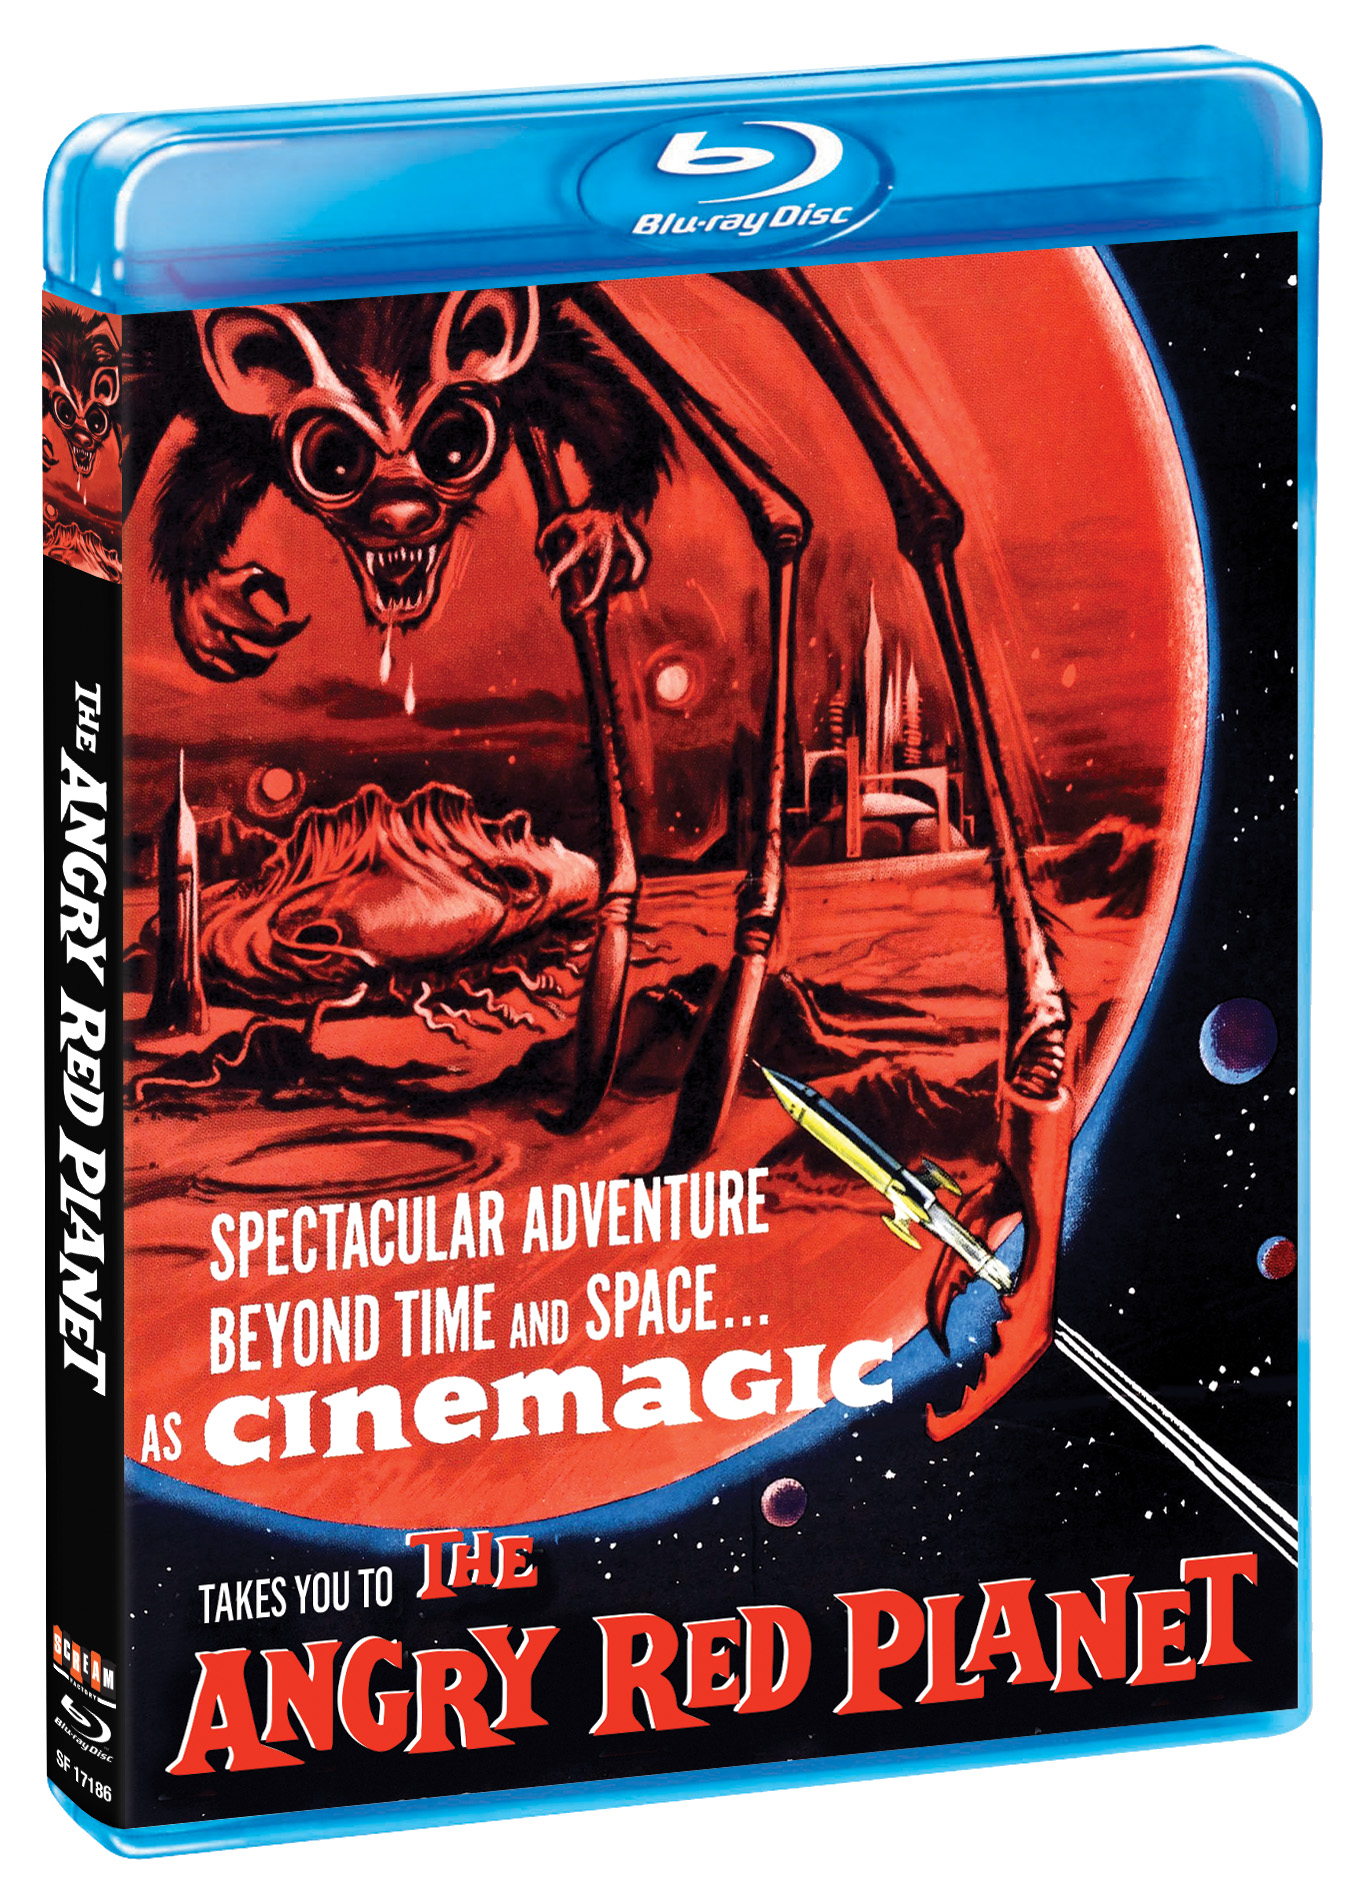 Blu-ray Disc
SPECTACULAR ADVENTURE
BEYOND TIME AND SPACE...
AS CINEMAGIC
TAKES YOU TO THE
ANGRY RED PLANET
THE ANGRY RED PLANET
SCREAM
FACTORY
Blu-ray Disc
SF 17186